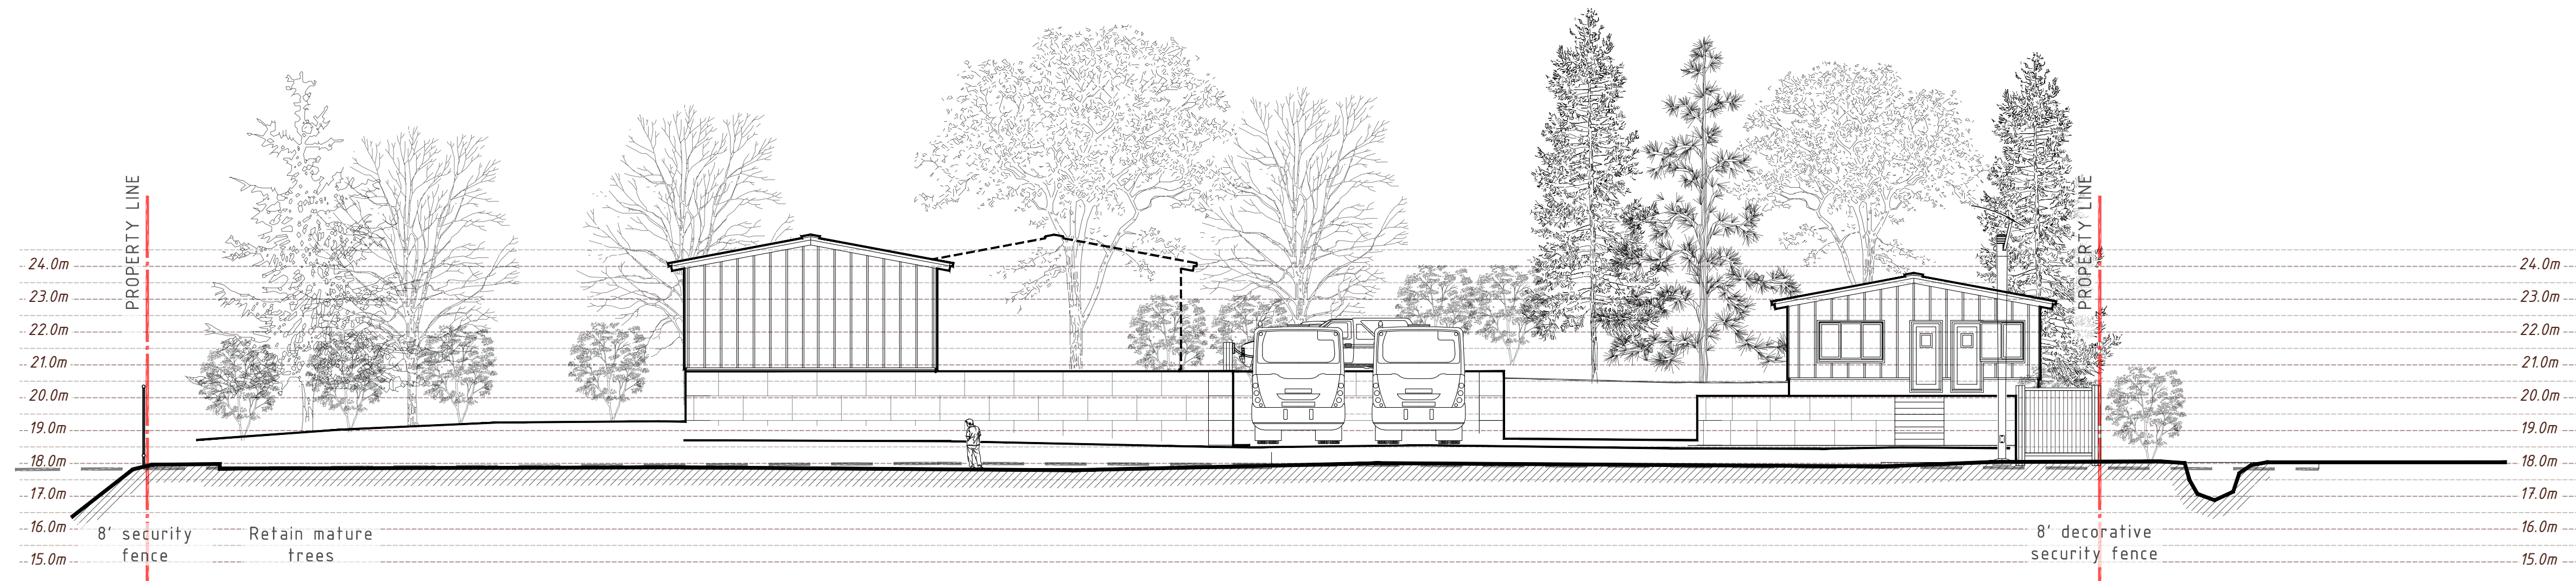 PROPERTY LINE
PROPERTY LINE
24.0m
24.0m
23.0m
23.0m
22.0m
22.0m
21.0m
21.0m
20.0m
20.0m
19.0m
19.0m
18.0m
18.0m
17.0m
17.0m
16.0m
16.0m
15.0m
15.0m
8' security
fence
Retain mature
trees
8' decorative
security fence